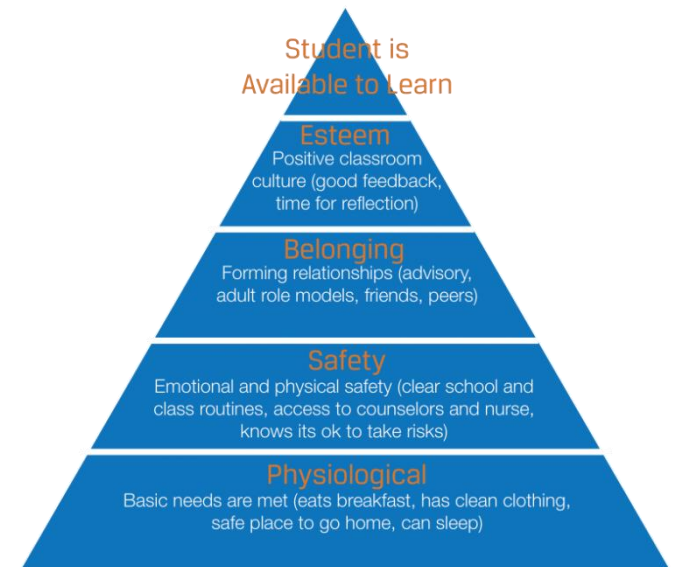 Student is
Available to Learn
Esteem
Positive classroom
culture (good feedback,
time for reflection)
Belonging
Forming relationships (advisory,
adult role models, friends, peers)
Safety
Emotional and physical safety (clear school and
class routines, access to counselors and nurse,
knows its ok to take risks)
Physiological
Basic needs are met (eats breakfast, has clean clothing,
safe place to go home, can sleep)